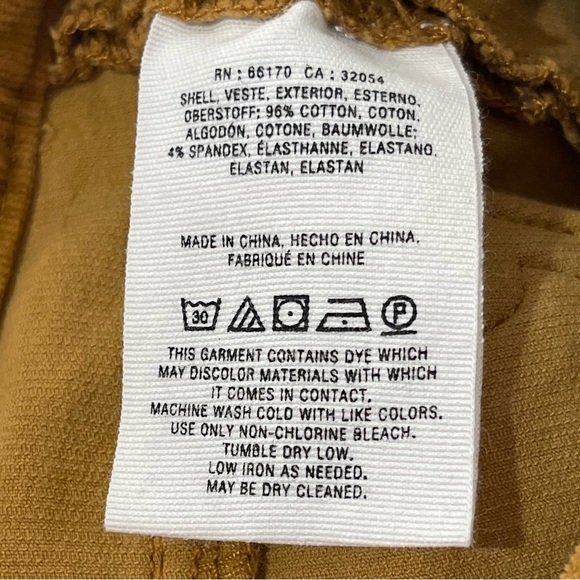 RN : 66170 CA : 32054
SHELL, VESTE, EXTERIOR, ESTERNO,
OBERSTOFF: 96% COTTON, COTON,
ALGODÓN, COTONE, BAUMWOLLE;
4% SPANDEX, ÉLASTHANNE, ELASTANO,
ELASTAN, ELASTAN
MADE IN CHINA, HECHO EN CHINA,
FABRIQUÉ EN CHINE
30 P
THIS GARMENT CONTAINS DYE WHICH
MAY DISCOLOR MATERIALS WITH WHICH
IT COMES IN CONTACT.
MACHINE WASH COLD WITH LIKE COLORS.
USE ONLY NON-CHLORINE BLEACH.
TUMBLE DRY LOW.
LOW IRON AS NEEDED.
MAY BE DRY CLEANED.